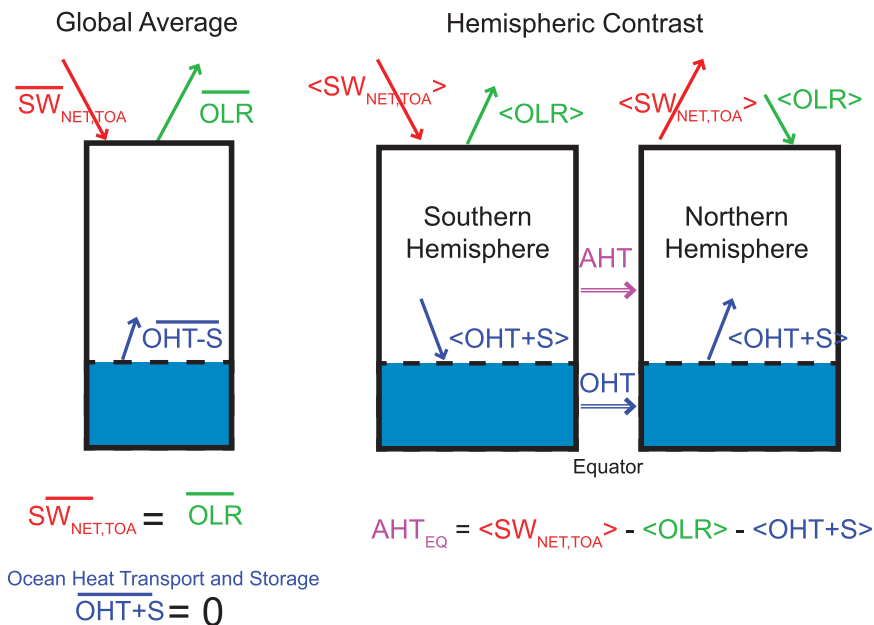 Global Average
Hemispheric Contrast
SW NET,TOA
OLR
<SW NET,TOA>
<OLR>
<SW NET,TOA>
<OLR>
Southern
Hemisphere
Northern
Hemisphere
AHT
OHT-S
<OHT+S>
<OHT+S>
OHT
Equator
SW NET,TOA = OLR
AHT EQ = <SW NET,TOA> - <OLR> - <OHT+S>
Ocean Heat Transport and Storage
OHT+S = 0